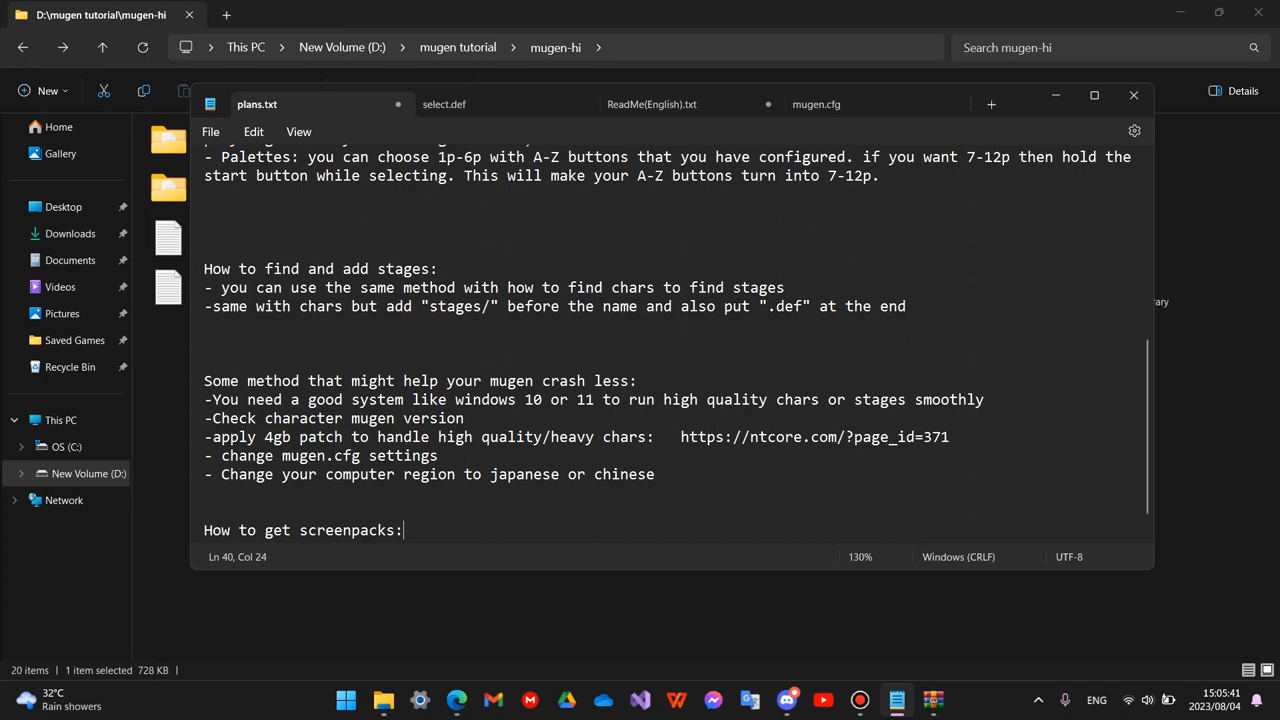 D:\mugen tutorial\mugen-hi
This PC
New Volume (D:)
mugen tutorial
mugen-hi
Search mugen-hi
New
Details
plans.txt
select.def
ReadMe(English).txt
mugen.cfg
File
Edit
View
Home
Gallery
Desktop
Downloads
Documents
Videos
Pictures
Saved Games
Recycle Bin
This PC
OS (C:)
New Volume (D:)
Network
- Palettes: you can choose 1p-6p with A-Z buttons that you have configured. if you want 7-12p then hold the
start button while selecting. This will make your A-Z buttons turn into 7-12p.
How to find and add stages:
- you can use the same method with how to find chars to find stages
-same with chars but add "stages/" before the name and also put ".def" at the end
Some method that might help your mugen crash less:
-You need a good system like windows 10 or 11 to run high quality chars or stages smoothly
-Check character mugen version
-apply 4gb patch to handle high quality/heavy chars: https://ntcore.com/?page_id=371
- change mugen.cfg settings
- Change your computer region to japanese or chinese
How to get screenpacks:
Ln 40, Col 24
130%
Windows (CRLF)
UTF-8
20 items
1 item selected 728 KB
32°C
Rain showers
ENG
15:05:41
2023/08/04